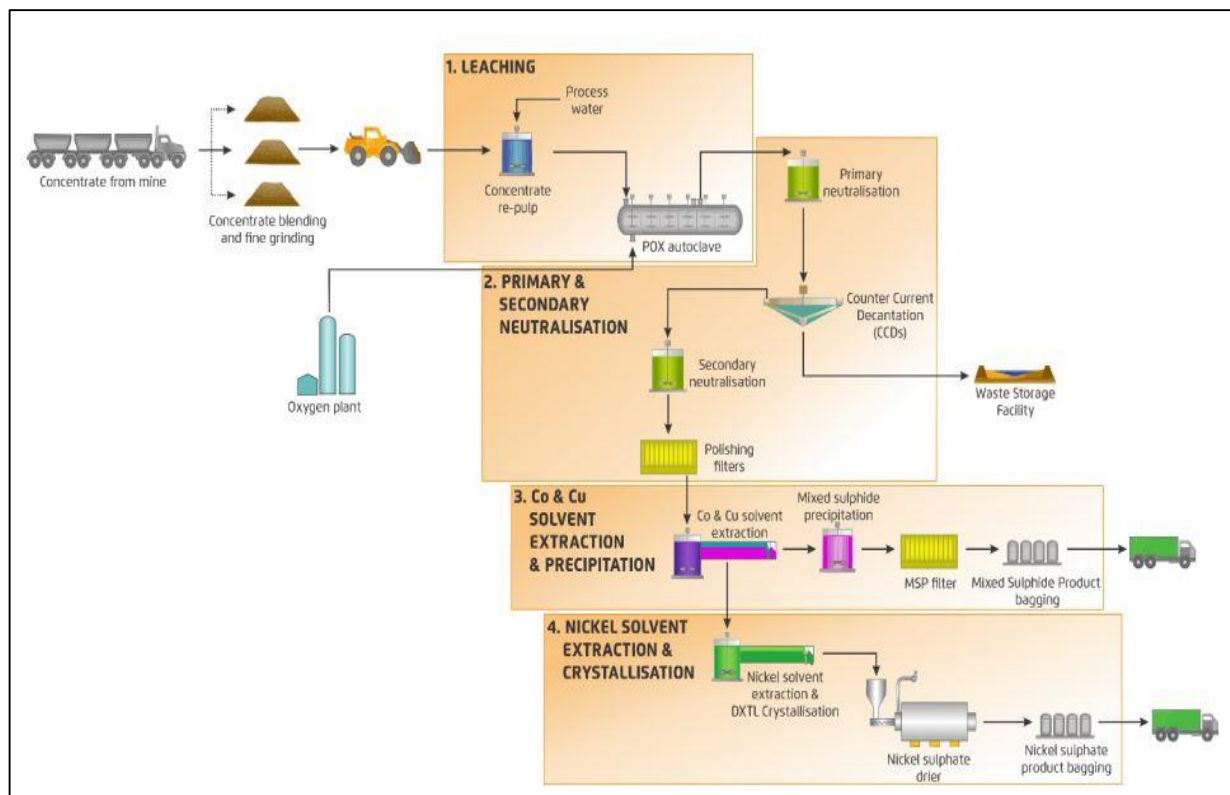 1. LEACHING
Process
water
Concentrate from mine
Concentrate blending
and fine grinding
Concentrate
re-pulp
POX autoclave
Primary
neutralisation
2. PRIMARY &
SECONDARY
NEUTRALISATION
Counter Current
Decantation
(CCDs)
Secondary
neutralisation
Oxygen plant
Waste Storage
Facility
Polishing
filters
3. Co & Cu
SOLVENT
EXTRACTION
& PRECIPITATION
Co & Cu solvent
extraction
Mixed sulphide
precipitation
MSP filter
Mixed Sulphide Product
bagging
4. NICKEL SOLVENT
EXTRACTION &
CRYSTALLISATION
Nickel solvent
extraction &
DXTL Crystallisation
Nickel sulphate
drier
Nickel sulphate
product bagging